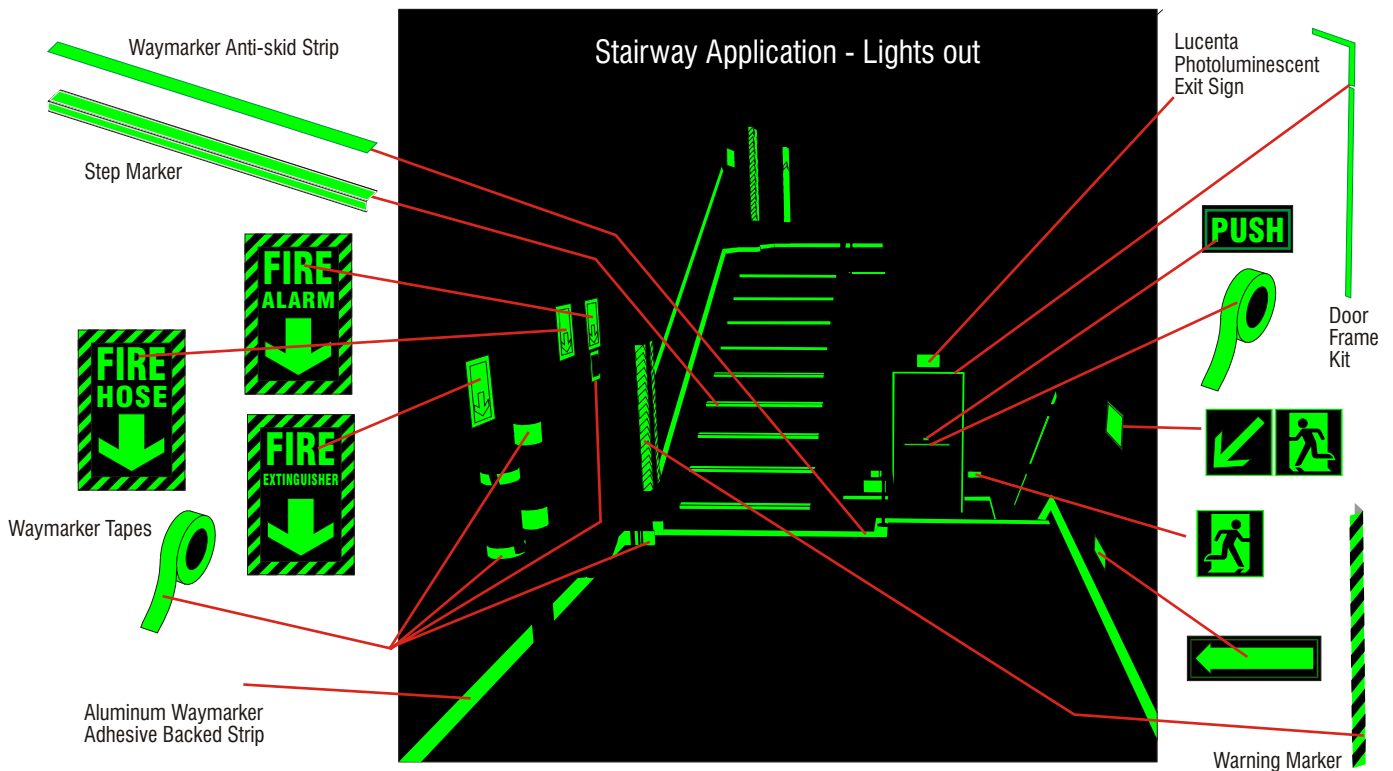 Waymarker Anti-skid Strip
Stairway Application - Lights out
Lucenta
Photoluminescent
Exit Sign
Step Marker
PUSH
FIRE
ALARM
Door
Frame
Kit
FIRE
HOSE
FIRE
EXTINGUISHER
Waymarker Tapes
Aluminum Waymarker
Adhesive Backed Strip
Warning Marker